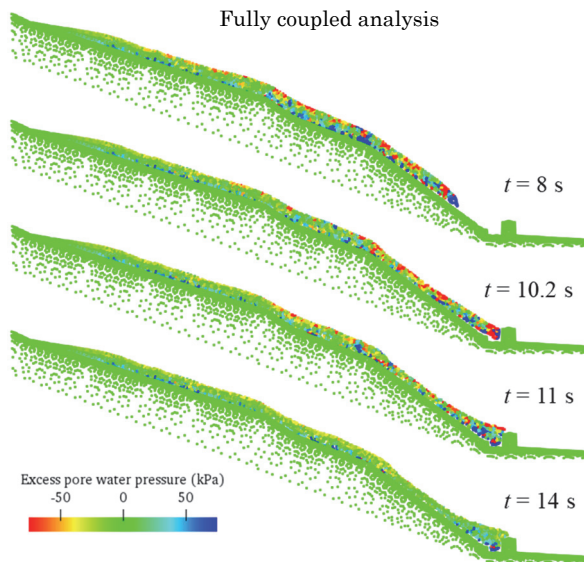 Fully coupled analysis
t = 8 s
t = 10.2 s
t = 11 s
t = 14 s
Excess pore water pressure (kPa)
-50 0 50